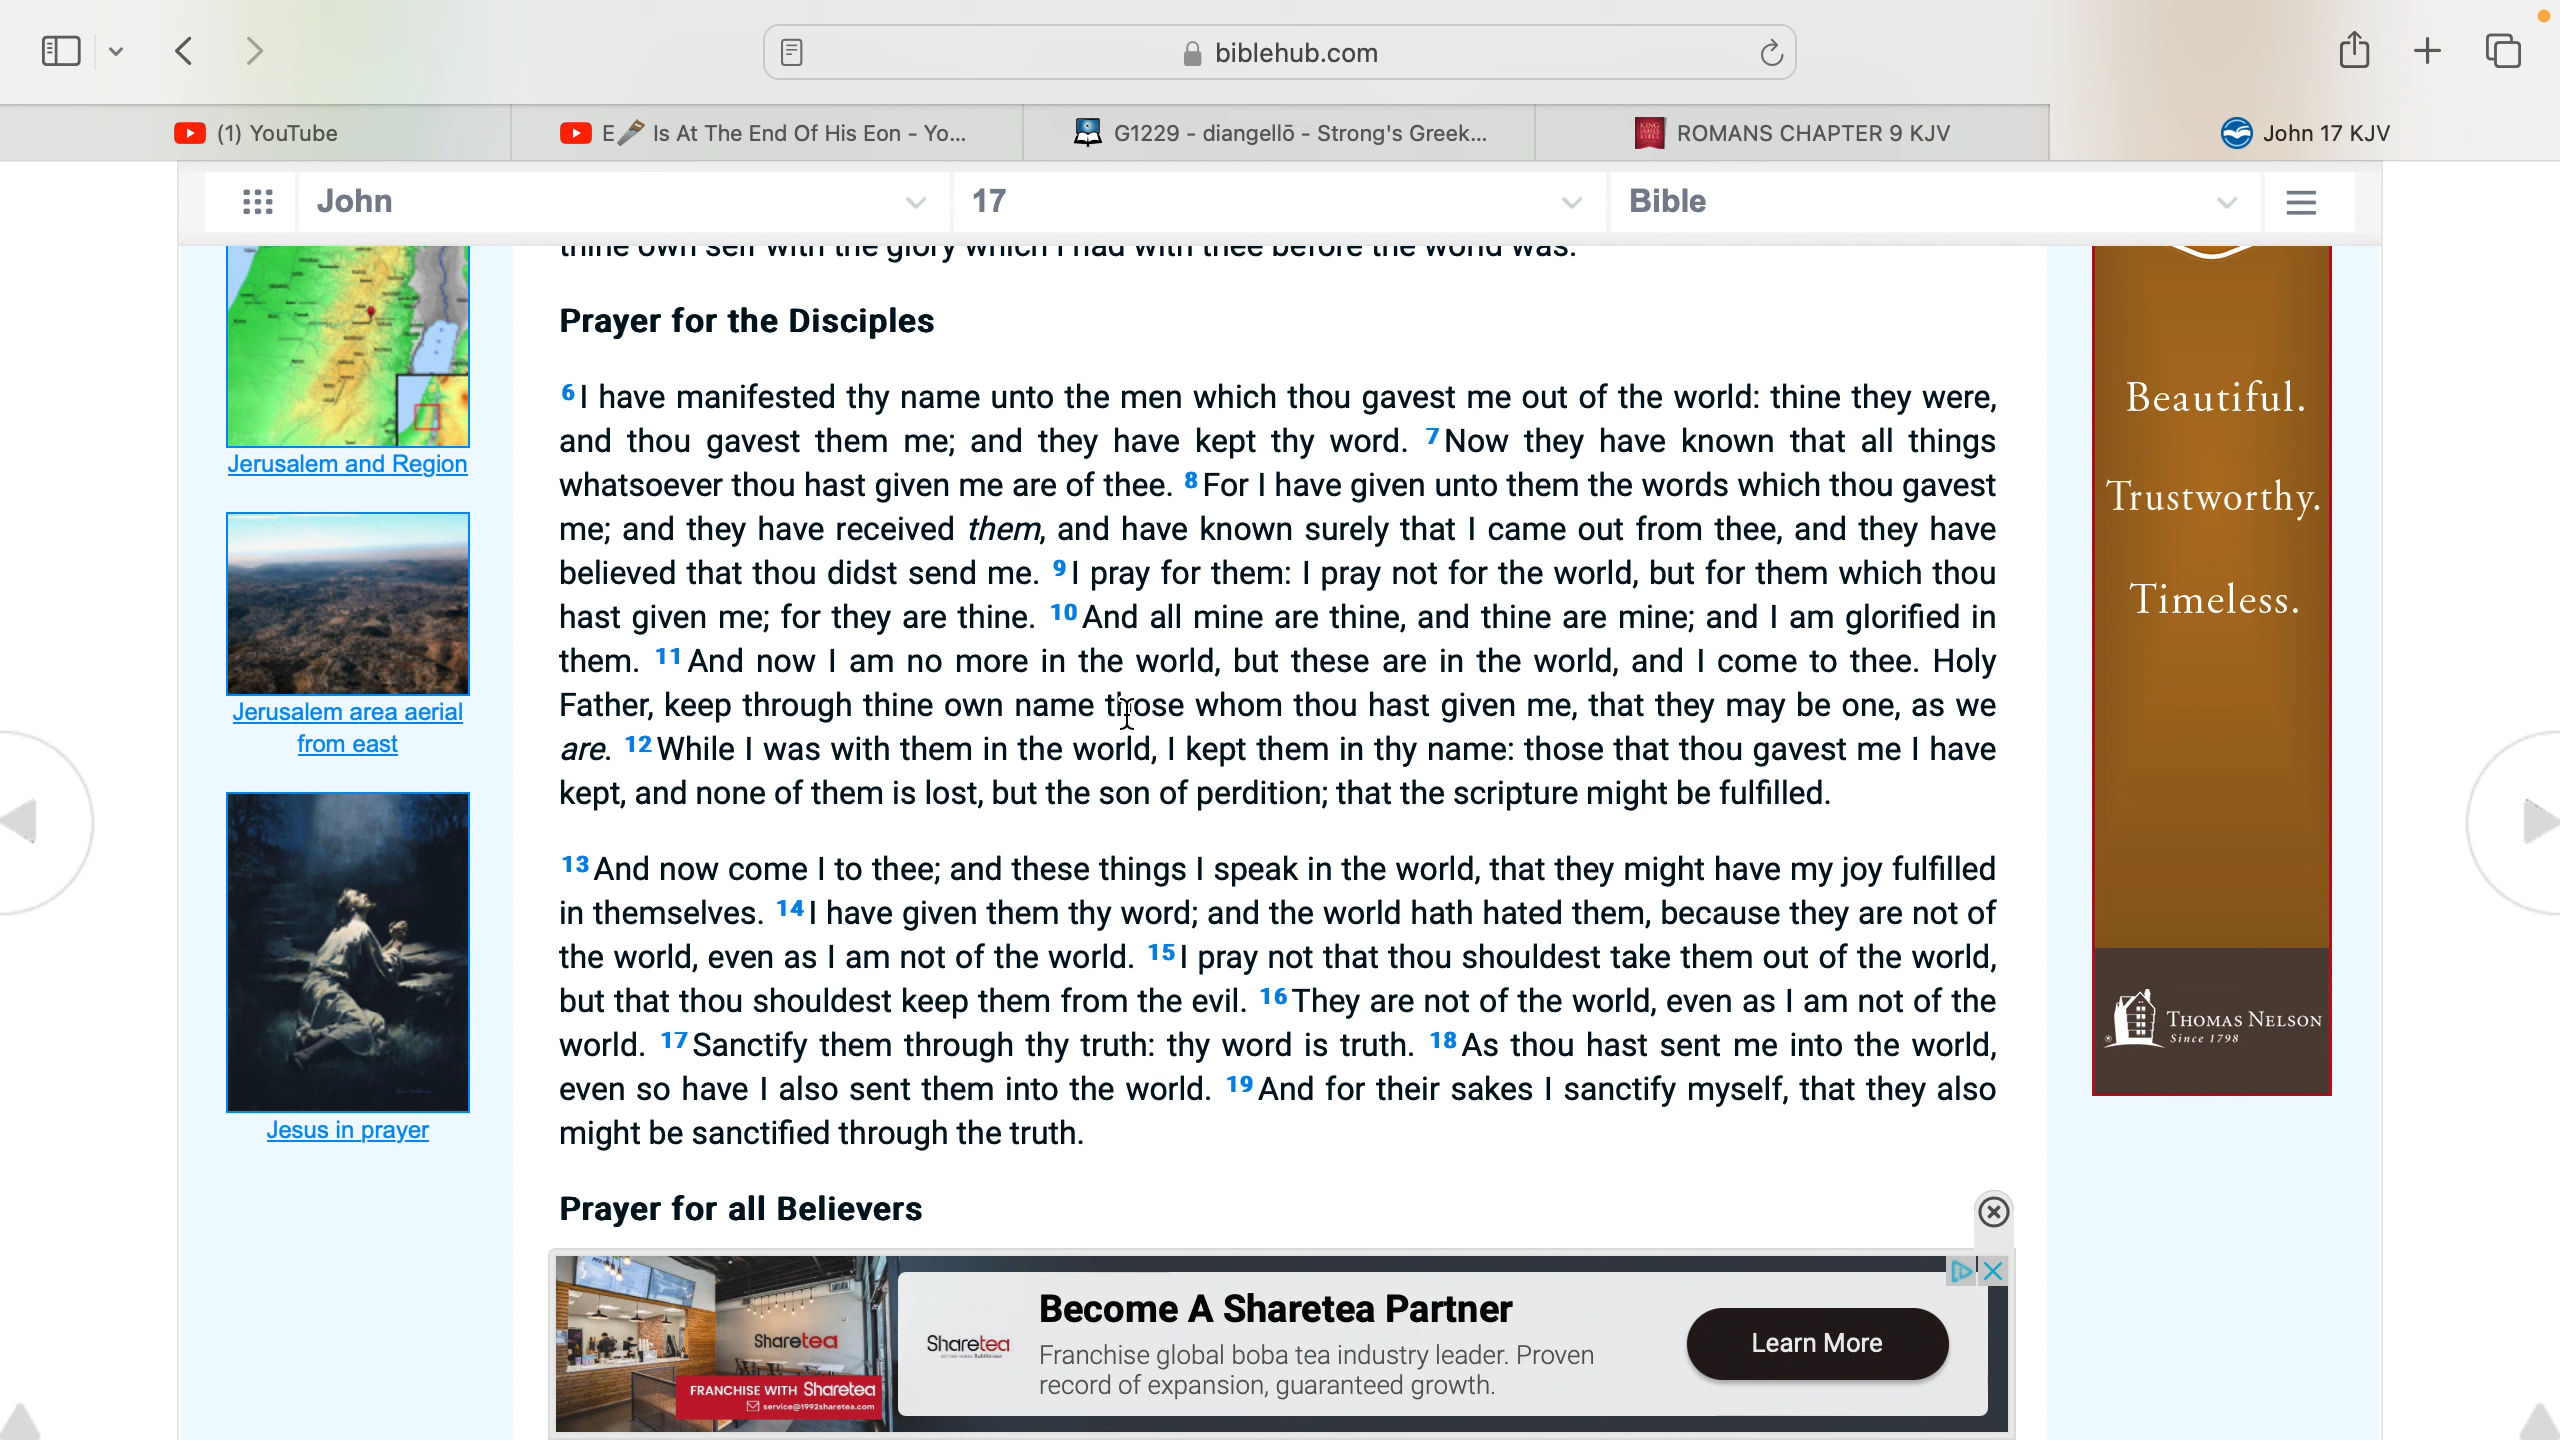 biblehub.com
(1) YouTube
E Is At The End Of His Eon - Yo...
G1229 - diangellō - Strong's Greek...
ROMANS CHAPTER 9 KJV
John 17 KJV
John
17
Bible
thine own self with the glory which I had with thee before the world was.
Prayer for the Disciples
6 I have manifested thy name unto the men which thou gavest me out of the world: thine they were,
and thou gavest them me; and they have kept thy word. 7 Now they have known that all things
whatsoever thou hast given me are of thee. 8 For I have given unto them the words which thou gavest
me; and they have received them, and have known surely that I came out from thee, and they have
believed that thou didst send me. 9 I pray for them: I pray not for the world, but for them which thou
hast given me; for they are thine. 10 And all mine are thine, and thine are mine; and I am glorified in
them. 11 And now I am no more in the world, but these are in the world, and I come to thee. Holy
Father, keep through thine own name those whom thou hast given me, that they may be one, as we
are. 12 While I was with them in the world, I kept them in thy name: those that thou gavest me I have
kept, and none of them is lost, but the son of perdition; that the scripture might be fulfilled.
13 And now come I to thee; and these things I speak in the world, that they might have my joy fulfilled
in themselves. 14 I have given them thy word; and the world hath hated them, because they are not of
the world, even as I am not of the world. 15 I pray not that thou shouldest take them out of the world,
but that thou shouldest keep them from the evil. 16 They are not of the world, even as I am not of the
world. 17 Sanctify them through thy truth: thy word is truth. 18 As thou hast sent me into the world,
even so have I also sent them into the world. 19 And for their sakes I sanctify myself, that they also
might be sanctified through the truth.
Prayer for all Believers
Jerusalem and Region
Jerusalem area aerial
from east
Jesus in prayer
Beautiful.
Trustworthy.
Timeless.
THOMAS NELSON
Since 1798
Sharetea
FRANCHISE WITH Sharetea
service@1992sharetea.com
Sharetea
Become A Sharetea Partner
Franchise global boba tea industry leader. Proven
record of expansion, guaranteed growth.
Learn More